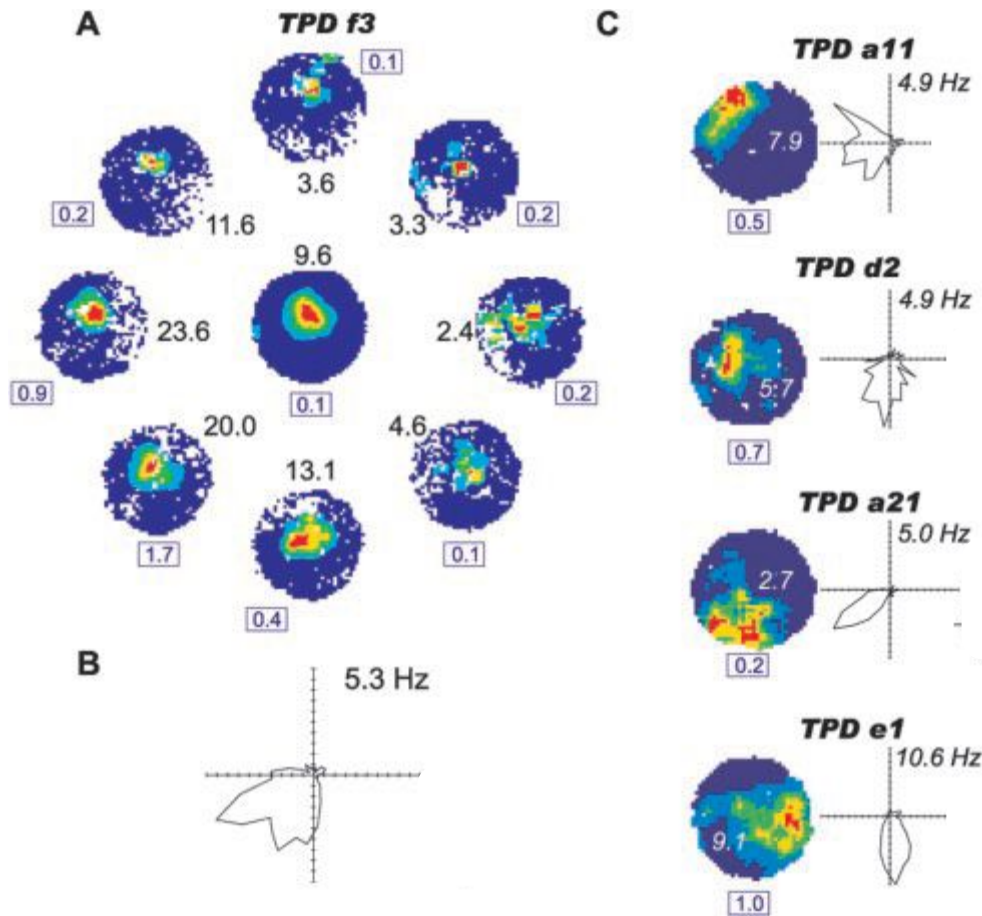 A
TPD f3
0.1
3.6
0.2
11.6
3.3
0.2
9.6
23.6
0.9
0.1
2.4
0.2
20.0
1.7
13.1
0.4
4.6
0.1
B
5.3 Hz
C
TPD a11
4.9 Hz
7.9
0.5
TPD d2
4.9 Hz
5.7
0.7
TPD a21
5.0 Hz
2.7
0.2
TPD e1
10.6 Hz
9.1
1.0